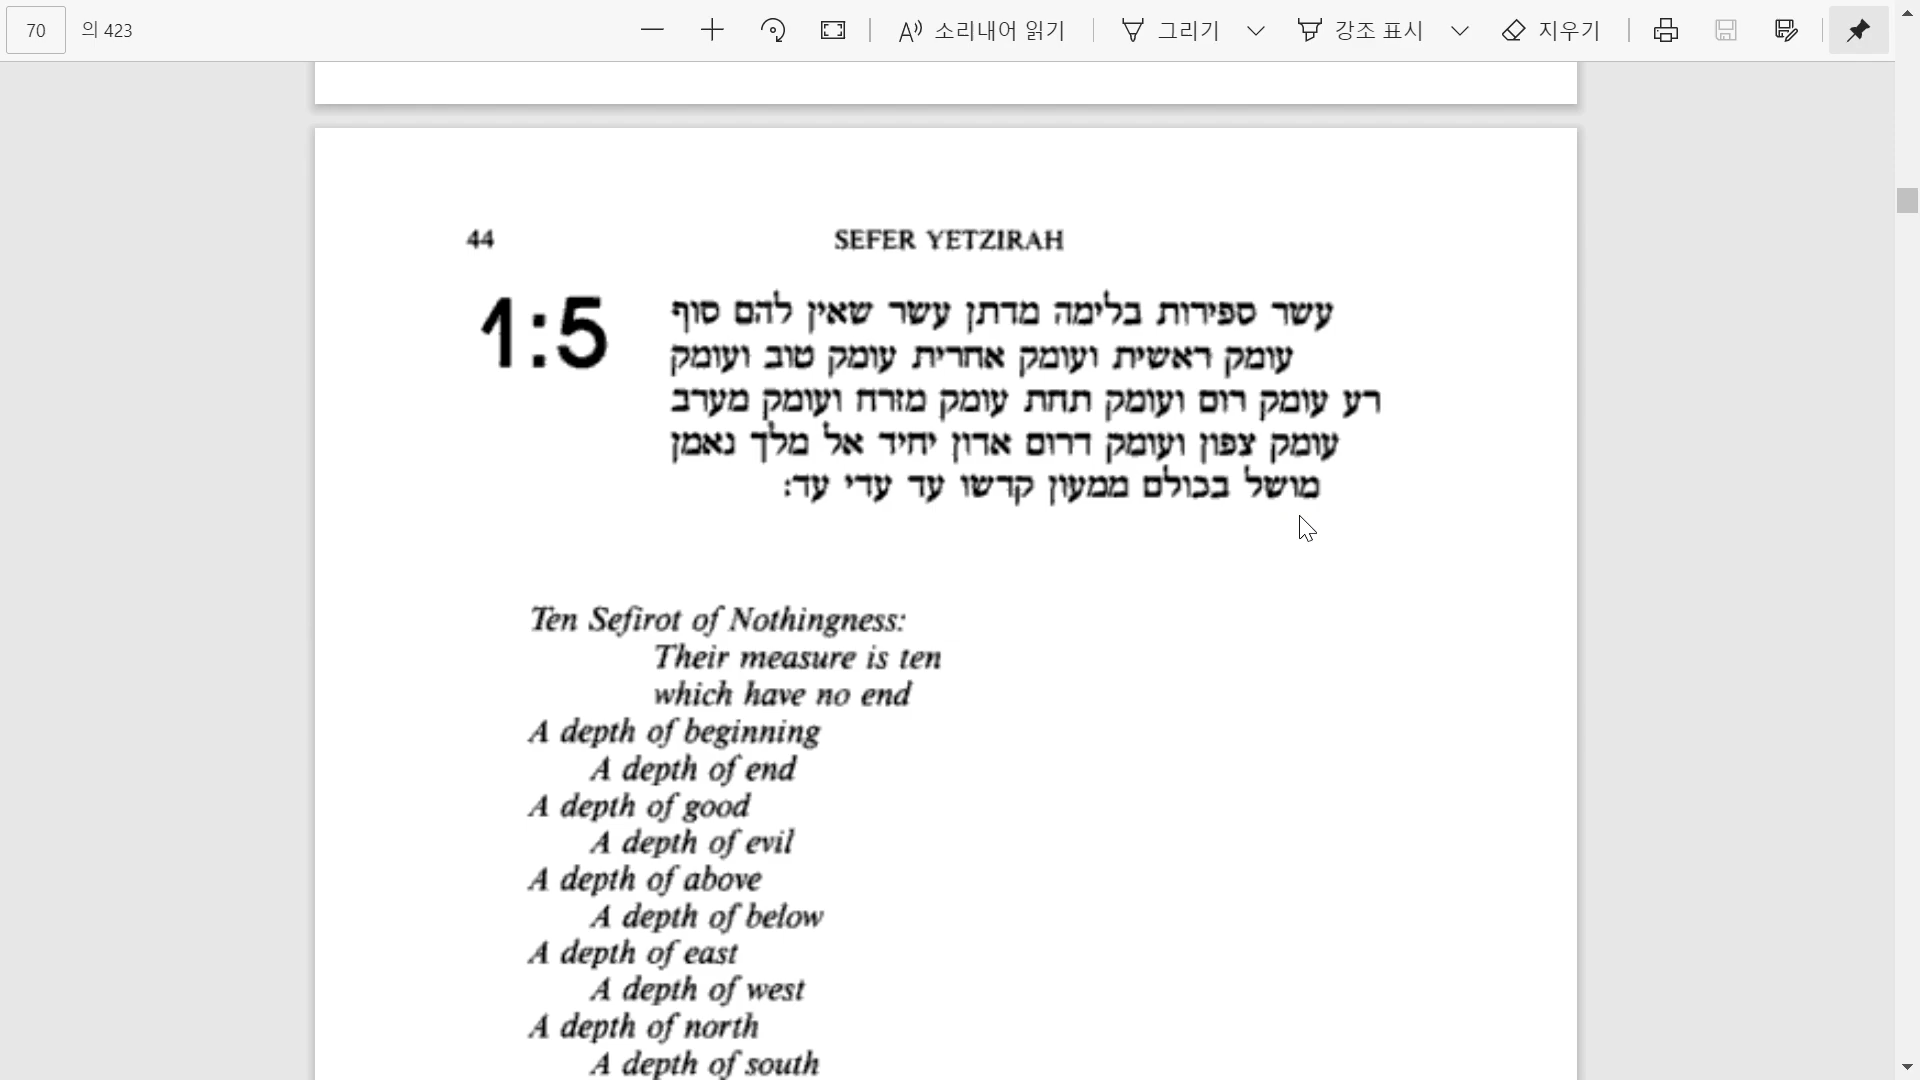 70 의 423 소리내어 읽기 그리기 강조 표시 지우기
44 SEFER YETZIRAH
1:5
עשר ספירות בלימה מדתן עשר שאין להם סוף
עומק ראשית ועומק אחרית עומק טוב ועומק
רע עומק רום ועומק תחת עומק מזרח ועומק מערב
עומק צפון ועומק דרום אדון יחיד אל מלך נאמן
מושל בכולם ממעון קדשו עד עדי עד:
Ten Sefirot of Nothingness:
Their measure is ten
which have no end
A depth of beginning
A depth of end
A depth of good
A depth of evil
A depth of above
A depth of below
A depth of east
A depth of west
A depth of north
A depth of south